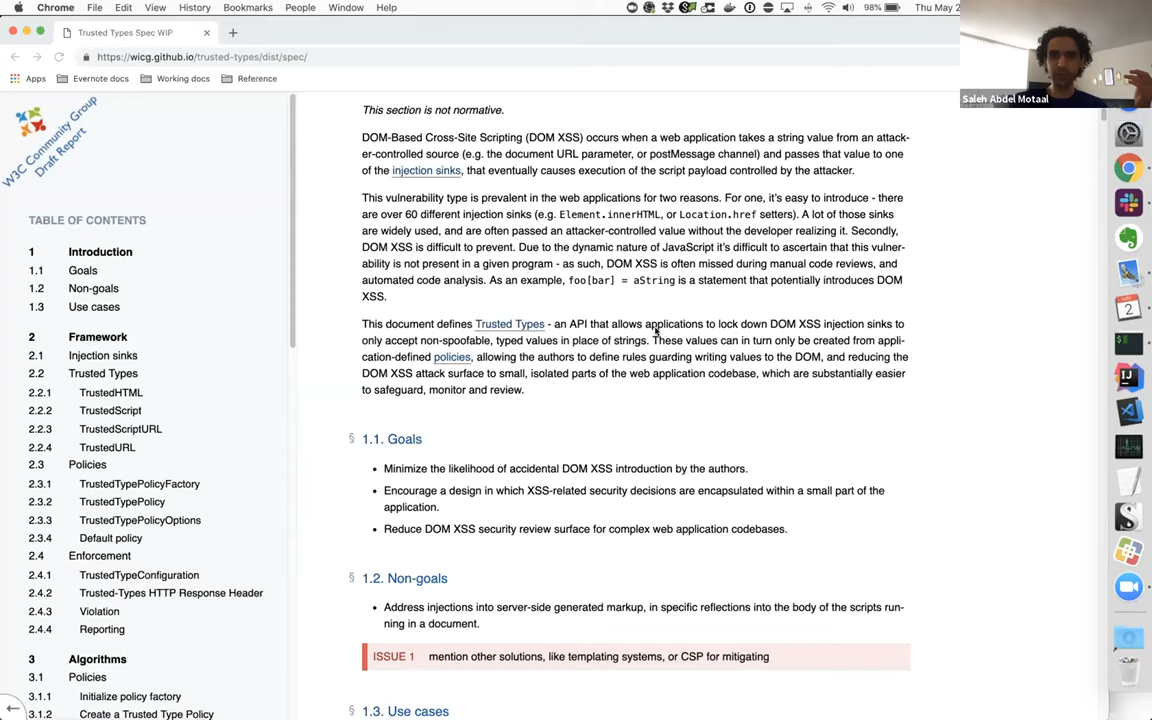 Chrome File Edit View History Bookmarks People Window Help 98% Thu May 2
Trusted Types Spec WIP
https://wicg.github.io/trusted-types/dist/spec/
Apps Evernote docs Working docs Reference
Saleh Abdel Motaal
W3C Community Group
Draft Report
TABLE OF CONTENTS
1 Introduction
1.1 Goals
1.2 Non-goals
1.3 Use cases
2 Framework
2.1 Injection sinks
2.2 Trusted Types
2.2.1 TrustedHTML
2.2.2 TrustedScript
2.2.3 TrustedScriptURL
2.2.4 TrustedURL
2.3 Policies
2.3.1 TrustedTypePolicyFactory
2.3.2 TrustedTypePolicy
2.3.3 TrustedTypePolicyOptions
2.3.4 Default policy
2.4 Enforcement
2.4.1 TrustedTypeConfiguration
2.4.2 Trusted-Types HTTP Response Header
2.4.3 Violation
2.4.4 Reporting
3 Algorithms
3.1 Policies
3.1.1 Initialize policy factory
3.1.2 Create a Trusted Type Policy
This section is not normative.
DOM-Based Cross-Site Scripting (DOM XSS) occurs when a web application takes a string value from an attack-
er-controlled source (e.g. the document URL parameter, or postMessage channel) and passes that value to one
of the injection sinks, that eventually causes execution of the script payload controlled by the attacker.
This vulnerability type is prevalent in the web applications for two reasons. For one, it's easy to introduce - there
are over 60 different injection sinks (e.g. Element.innerHTML, or Location.href setters). A lot of those sinks
are widely used, and are often passed an attacker-controlled value without the developer realizing it. Secondly,
DOM XSS is difficult to prevent. Due to the dynamic nature of JavaScript it's difficult to ascertain that this vulner-
ability is not present in a given program - as such, DOM XSS is often missed during manual code reviews, and
automated code analysis. As an example, foo[bar] = aString is a statement that potentially introduces DOM
XSS.
This document defines Trusted Types - an API that allows applications to lock down DOM XSS injection sinks to
only accept non-spoofable, typed values in place of strings. These values can in turn only be created from appli-
cation-defined policies, allowing the authors to define rules guarding writing values to the DOM, and reducing the
DOM XSS attack surface to small, isolated parts of the web application codebase, which are substantially easier
to safeguard, monitor and review.
§ 1.1. Goals
• Minimize the likelihood of accidental DOM XSS introduction by the authors.
• Encourage a design in which XSS-related security decisions are encapsulated within a small part of the
application.
• Reduce DOM XSS security review surface for complex web application codebases.
§ 1.2. Non-goals
• Address injections into server-side generated markup, in specific reflections into the body of the scripts run-
ning in a document.
ISSUE 1 mention other solutions, like templating systems, or CSP for mitigating
§ 1.3. Use cases